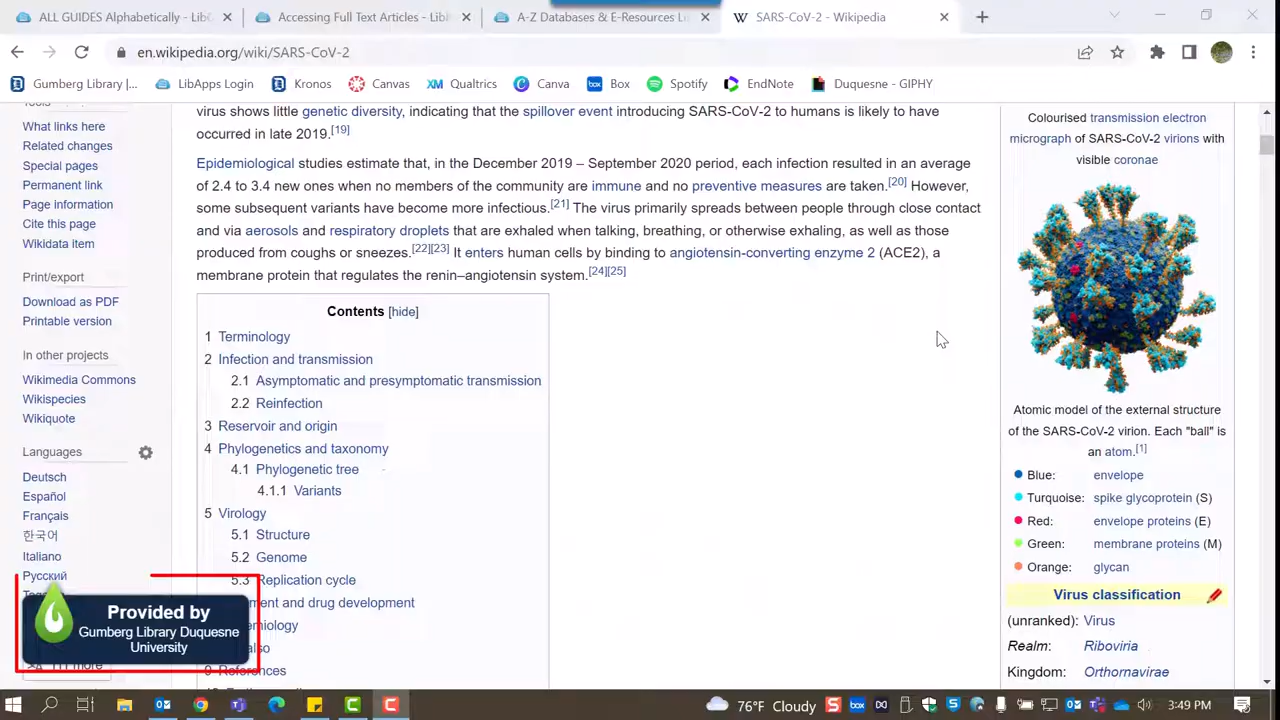 ALL GUIDES Alphabetically - LibG
Accessing Full Text Articles - Libl
A-Z Databases & E-Resources Li
SARS-CoV-2 - Wikipedia
en.wikipedia.org/wiki/SARS-CoV-2
Gumberg Library |...
LibApps Login
Kronos
Canvas
Qualtrics
Canva
Box
Spotify
EndNote
Duquesne - GIPHY
Tools
What links here
Related changes
Special pages
Permanent link
Page information
Cite this page
Wikidata item
Print/export
Download as PDF
Printable version
In other projects
Wikimedia Commons
Wikispecies
Wikiquote
Languages
Deutsch
Español
Français
한국어
Italiano
Русский
Provided by
Gumberg Library Duquesne
University
virus shows little genetic diversity, indicating that the spillover event introducing SARS-CoV-2 to humans is likely to have
occurred in late 2019.[19]
Epidemiological studies estimate that, in the December 2019 – September 2020 period, each infection resulted in an average
of 2.4 to 3.4 new ones when no members of the community are immune and no preventive measures are taken.[20] However,
some subsequent variants have become more infectious.[21] The virus primarily spreads between people through close contact
and via aerosols and respiratory droplets that are exhaled when talking, breathing, or otherwise exhaling, as well as those
produced from coughs or sneezes.[22][23] It enters human cells by binding to angiotensin-converting enzyme 2 (ACE2), a
membrane protein that regulates the renin–angiotensin system.[24][25]
Contents [hide]
1 Terminology
2 Infection and transmission
2.1 Asymptomatic and presymptomatic transmission
2.2 Reinfection
3 Reservoir and origin
4 Phylogenetics and taxonomy
4.1 Phylogenetic tree
4.1.1 Variants
5 Virology
5.1 Structure
5.2 Genome
5.3 Replication cycle
and drug development
References
Colourised transmission electron
micrograph of SARS-CoV-2 virions with
visible coronae
Atomic model of the external structure
of the SARS-CoV-2 virion. Each "ball" is
an atom.[1]
Blue: envelope
Turquoise: spike glycoprotein (S)
Red: envelope proteins (E)
Green: membrane proteins (M)
Orange: glycan
Virus classification
(unranked): Virus
Realm: Riboviria
Kingdom: Orthornavirae
76°F Cloudy
box
3:49 PM